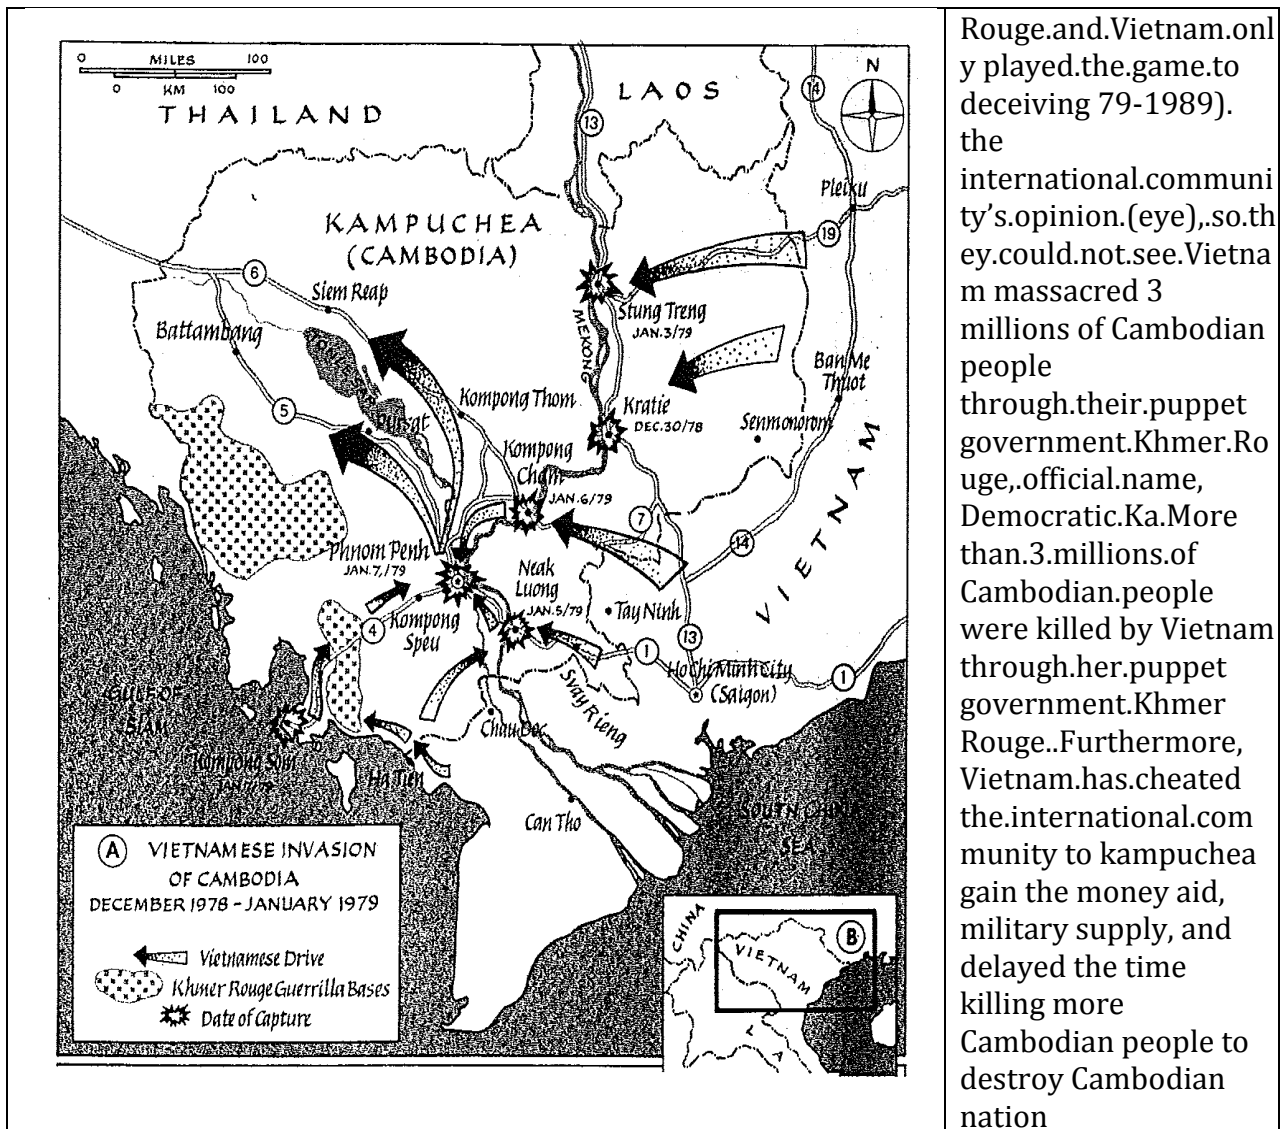 0 MILES 100
0 KM 100
THAILAND
LAOS
13
14
N
Pleiku
19
KAMPUCHEA
(CAMBODIA)
6
Siem Reap
Battambang
MEKONG
Stung Treng
JAN.3/79
Ban Me
Thuot
5
Pursat
Kompong Thom
Kratie
DEC.30/78
Senmonorom
Kompong
Cham
JAN.6/79
7
14
VIETNAM
Phnom Penh
JAN.7,/79
Neak
Luong
JAN.5/79
Tay Ninh
4
Kompong
Speu
13
1
Ho Chi Minh City
(Saigon)
1
GULF OF
SIAM
Svay Rieng
Chau Doc
Kompong Som
Ha Tien
Can Tho
SOUTH CHINA
SEA
A VIETNAMESE INVASION
OF CAMBODIA
DECEMBER 1978 - JANUARY 1979
Vietnamese Drive
Khmer Rouge Guerrilla Bases
Date of Capture
CHINA
VIETNAM
B
L
A
Rouge.and.Vietnam.onl
y played.the.game.to
deceiving 79-1989).
the
international.communi
ty’s.opinion.(eye),.so.th
ey.could.not.see.Vietna
m massacred 3
millions of Cambodian
people
through.their.puppet
government.Khmer.Ro
uge,.official.name,
Democratic.Ka.More
than.3.millions.of
Cambodian.people
were killed by Vietnam
through.her.puppet
government.Khmer
Rouge..Furthermore,
Vietnam.has.cheated
the.international.com
munity to kampuchea
gain the money aid,
military supply, and
delayed the time
killing more
Cambodian people to
destroy Cambodian
nation